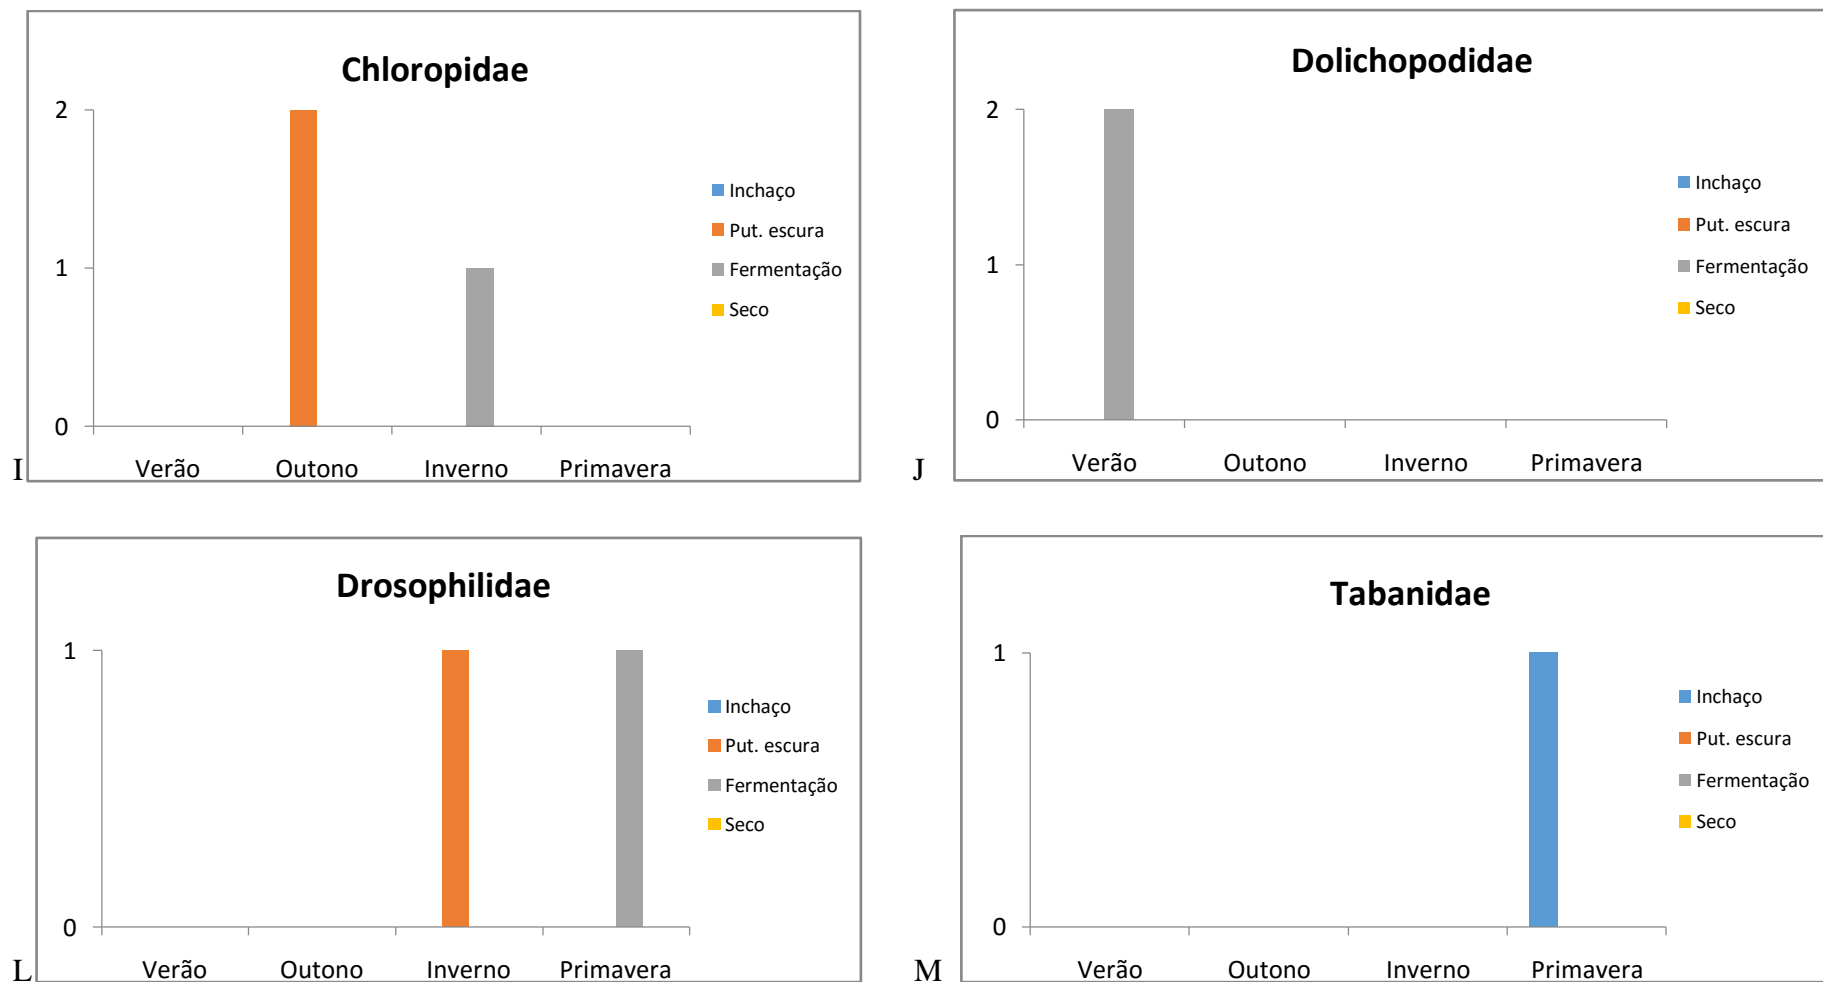 Chloropidae
2
1
0
Verão Outono Inverno Primavera
Inchaço
Put. escura
Fermentação
Seco
I
Dolichopodidae
2
1
0
Verão Outono Inverno Primavera
Inchaço
Put. escura
Fermentação
Seco
J
Drosophilidae
1
0
Verão Outono Inverno Primavera
Inchaço
Put. escura
Fermentação
Seco
L
Tabanidae
1
0
Verão Outono Inverno Primavera
Inchaço
Put. escura
Fermentação
Seco
M